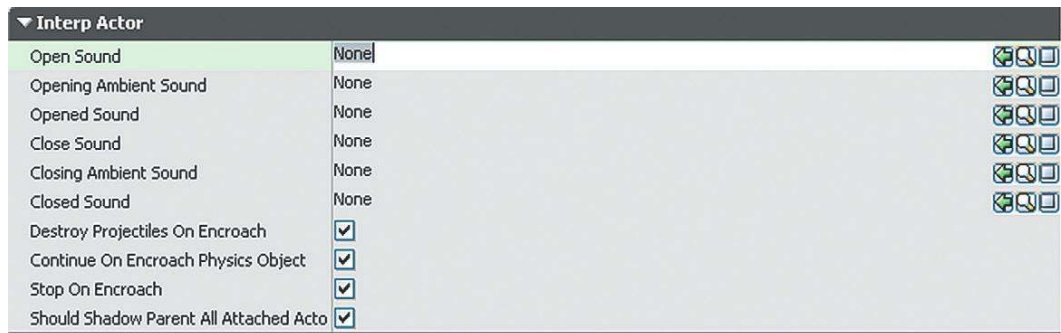 Interp Actor
Open Sound None
Opening Ambient Sound None
Opened Sound None
Close Sound None
Closing Ambient Sound None
Closed Sound None
Destroy Projectiles On Encroach
Continue On Encroach Physics Object
Stop On Encroach
Should Shadow Parent All Attached Acto